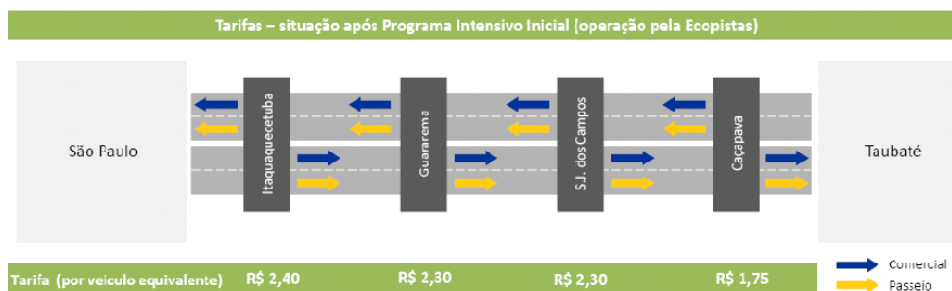 Tarifas – situação após Programa Intensivo Inicial (operação pela Ecopistas)
São Paulo
Itaquaquecetuba
Guararema
S.J. dos Campos
Caçapava
Taubaté
Tarifa (por veiculo equivalente) R$ 2,40 R$ 2,30 R$ 2,30 R$ 1,75
Comercial
Passeio